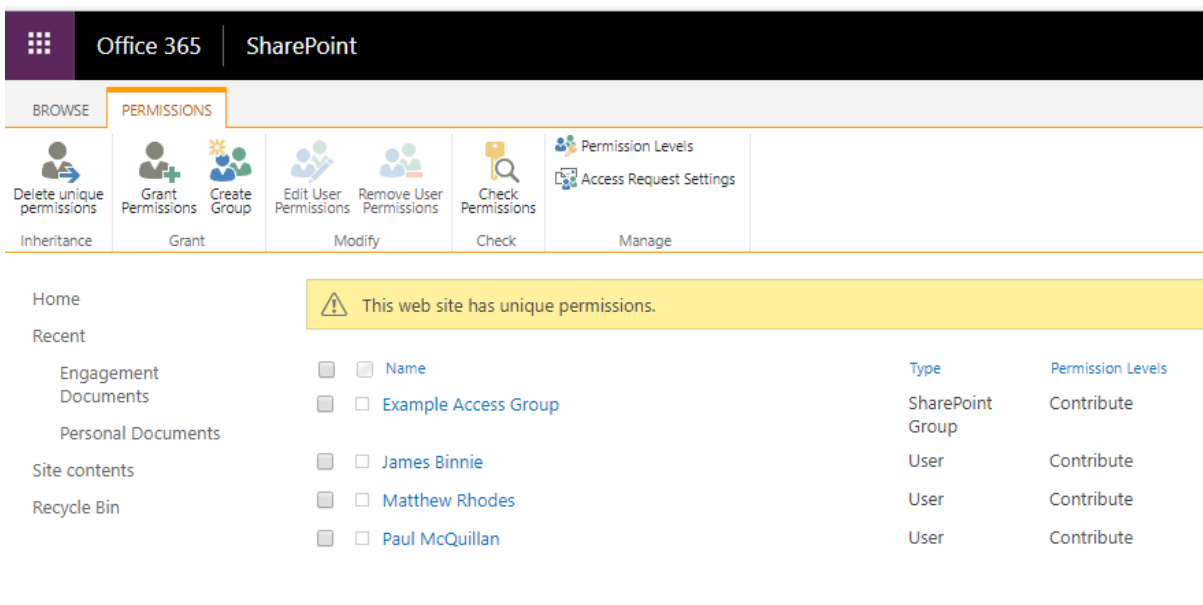 Office 365 SharePoint
BROWSE PERMISSIONS
Delete unique
permissions
Grant
Permissions
Create
Group
Edit User
Permissions
Remove User
Permissions
Check
Permissions
Permission Levels
Access Request Settings
Inheritance Grant Modify Check Manage
Home
Recent
Engagement
Documents
Personal Documents
Site contents
Recycle Bin
This web site has unique permissions.
Name Type Permission Levels
Example Access Group SharePoint Contribute
Group
James Binnie User Contribute
Matthew Rhodes User Contribute
Paul McQuillan User Contribute